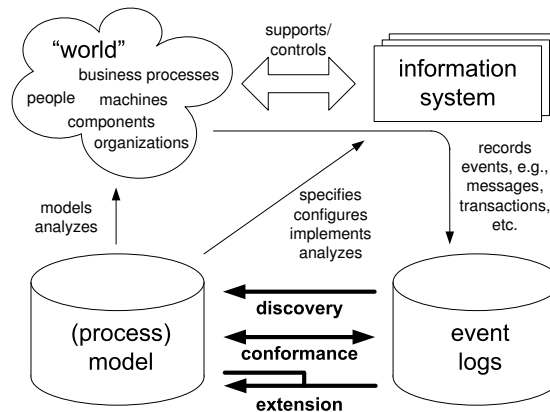 “world”
business processes
people
machines
components
organizations
supports/
controls
information
system
records
events, e.g.,
messages,
transactions,
etc.
models
analyzes
specifies
configures
implements
analyzes
(process)
model
discovery
conformance
extension
event
logs